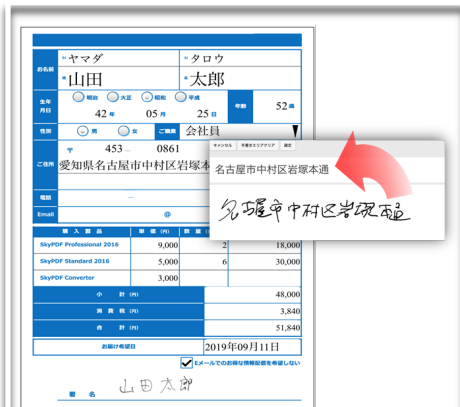 ヤマダ タロウ
お名前 山田 太郎
生年月日 明治 大正 昭和 平成 年齢 52 歳
42 年 05 月 25 日
性別 男 女 ご職業 会社員
〒 453 - 0861
ご住所 愛知県名古屋市中村区岩塚本
キャンセル 手書きエリアクリア 確定
名古屋市中村区岩塚本通
名古屋市中村区岩塚本通
電話 -
Email @
購入製品 単価 (円) 数量
SkyPDF Professional 2016 9,000 2 18,000
SkyPDF Standard 2016 5,000 6 30,000
SkyPDF Convertor 3,000
小計 (円) 48,000
消費税 (円) 3,840
合計 (円) 51,840
お届け希望日 2019年09月11日
Eメールでのお得な情報配信を希望しない
署名 山田太郎